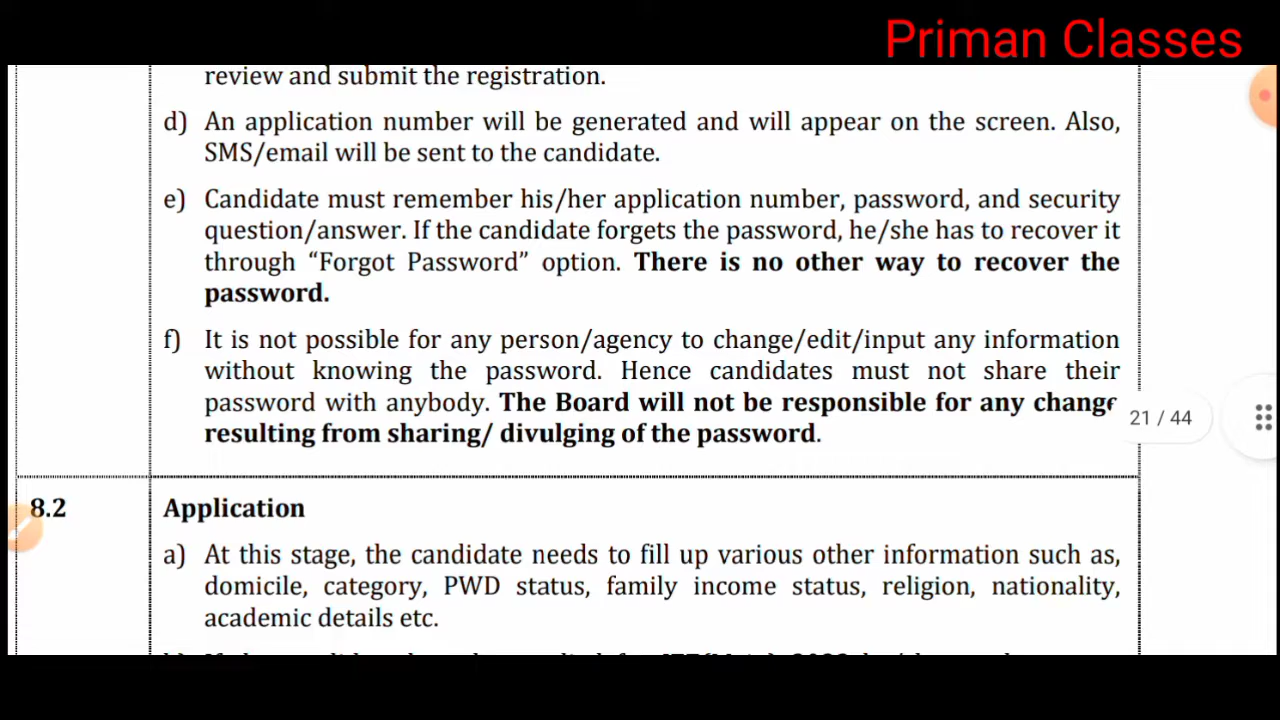 Priman Classes
review and submit the registration.
d) An application number will be generated and will appear on the screen. Also,
SMS/email will be sent to the candidate.
e) Candidate must remember his/her application number, password, and security
question/answer. If the candidate forgets the password, he/she has to recover it
through “Forgot Password” option. There is no other way to recover the
password.
f) It is not possible for any person/agency to change/edit/input any information
without knowing the password. Hence candidates must not share their
password with anybody. The Board will not be responsible for any change
resulting from sharing/ divulging of the password.
21 / 44
8.2 Application
a) At this stage, the candidate needs to fill up various other information such as,
domicile, category, PWD status, family income status, religion, nationality,
academic details etc.